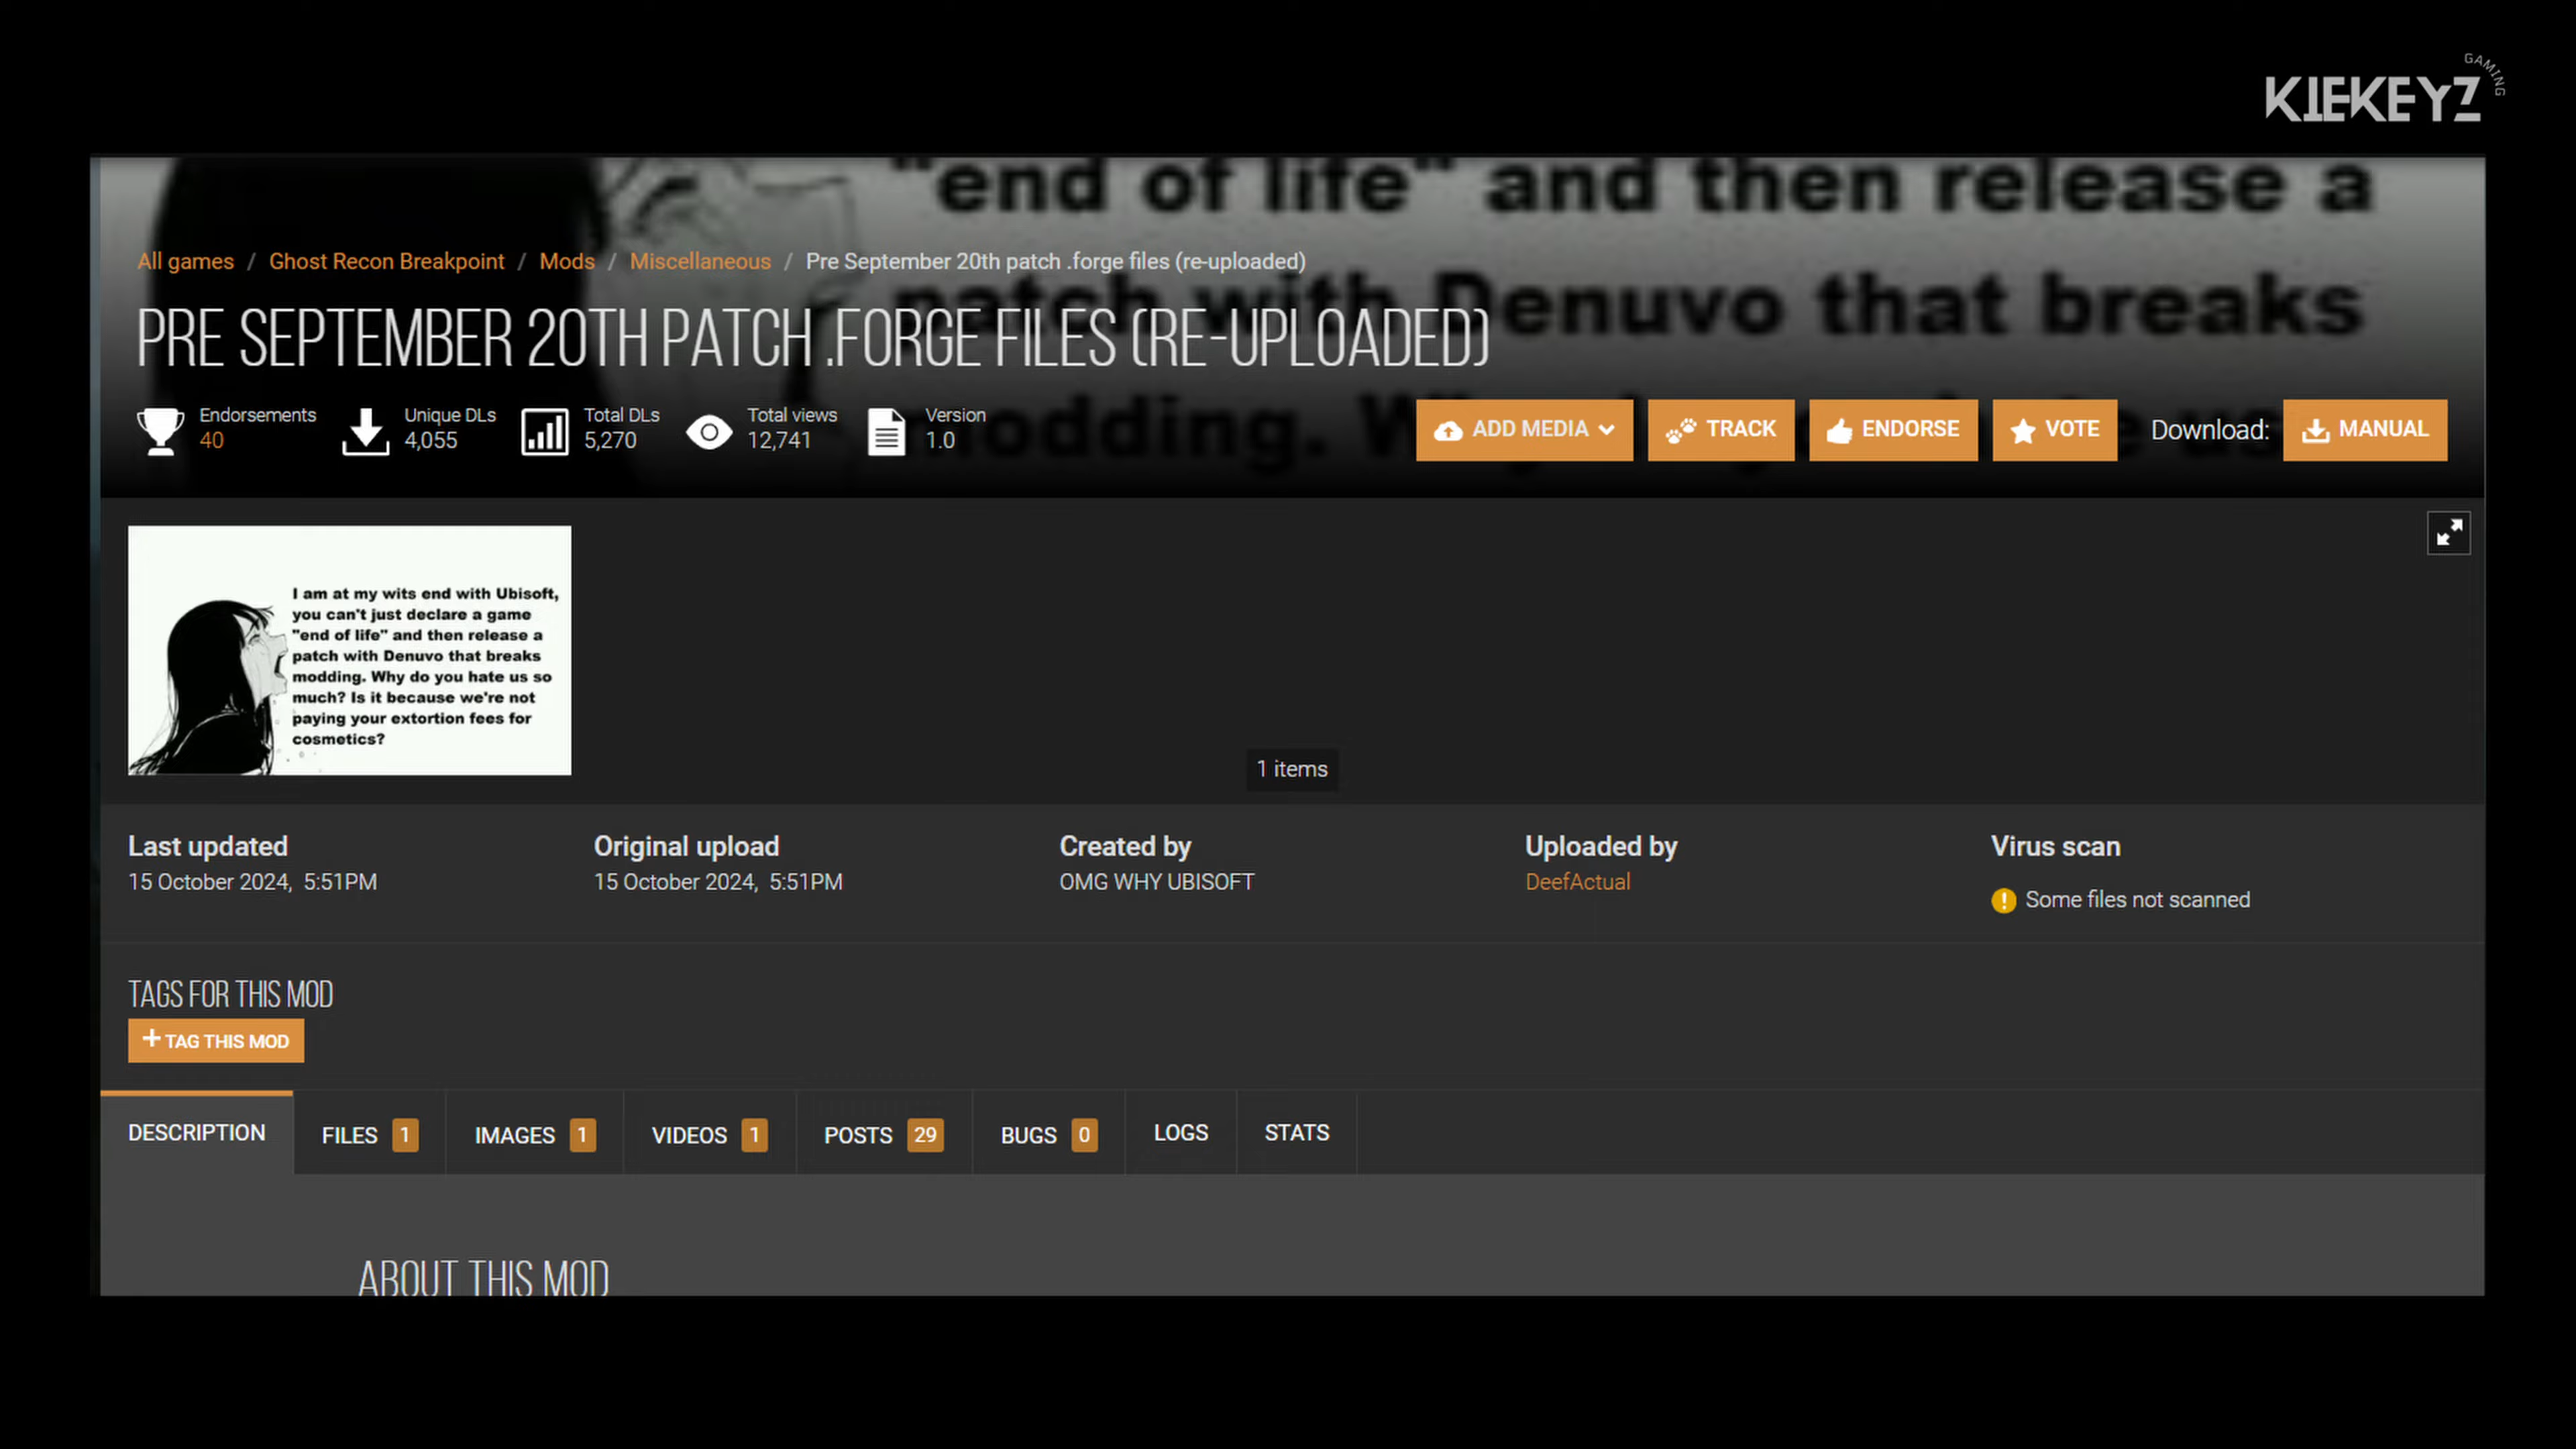 KIEKEYZ GAMING
"end of life" and then release a
patch with Denuvo that breaks
All games / Ghost Recon Breakpoint / Mods / Miscellaneous / Pre September 20th patch .forge files (re-uploaded)
PRE SEPTEMBER 20TH PATCH .FORGE FILES (RE-UPLOADED)
Endorsements
40
Unique DLs
4,055
Total DLs
5,270
Total views
12,741
Version
1.0
modding.
ADD MEDIA
TRACK
ENDORSE
VOTE
Download:
MANUAL
I am at my wits end with Ubisoft,
you can't just declare a game
"end of life" and then release a
patch with Denuvo that breaks
modding. Why do you hate us so
much? Is it because we're not
paying your extortion fees for
cosmetics?
1 items
Last updated
15 October 2024, 5:51PM
Original upload
15 October 2024, 5:51PM
Created by
OMG WHY UBISOFT
Uploaded by
DeefActual
Virus scan
Some files not scanned
TAGS FOR THIS MOD
+ TAG THIS MOD
DESCRIPTION
FILES 1
IMAGES 1
VIDEOS 1
POSTS 29
BUGS 0
LOGS
STATS
ABOUT THIS MOD